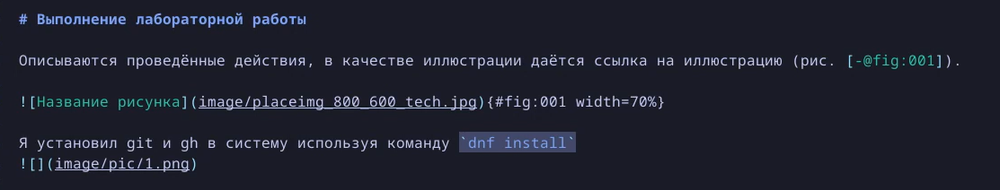 # Выполнение лабораторной работы
Описываются проведённые действия, в качестве иллюстрации даётся ссылка на иллюстрацию (рис. [-@fig:001]).
![Название рисунка](image/placeimg_800_600_tech.jpg){#fig:001 width=70%}
Я установил git и gh в систему используя команду `dnf install`
![](image/pic/1.png)